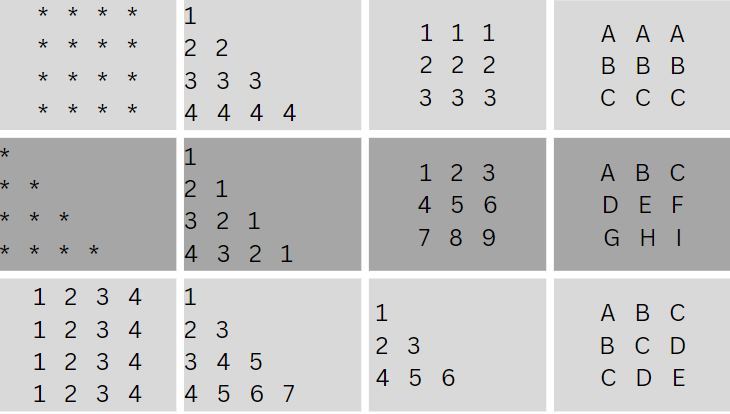 * * * *
* * * *
* * * *
* * * *
1
2 2
3 3 3
4 4 4 4
1 1 1
2 2 2
3 3 3
A A A
B B B
C C C
*
* *
* * *
* * * *
1
2 1
3 2 1
4 3 2 1
1 2 3
4 5 6
7 8 9
A B C
D E F
G H I
1 2 3 4
1 2 3 4
1 2 3 4
1 2 3 4
1
2 3
3 4 5
4 5 6 7
1
2 3
4 5 6
A B C
B C D
C D E